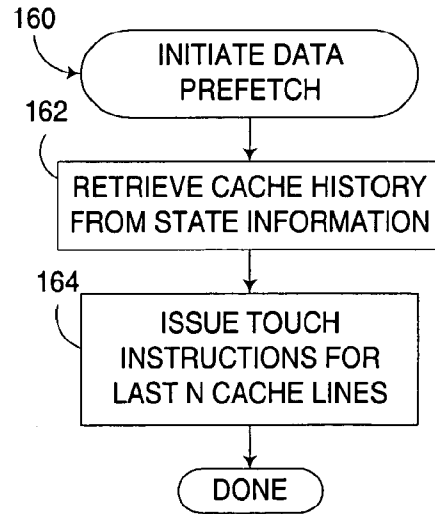 160
INITIATE DATA
PREFETCH
162
RETRIEVE CACHE HISTORY
FROM STATE INFORMATION
164
ISSUE TOUCH
INSTRUCTIONS FOR
LAST N CACHE LINES
DONE